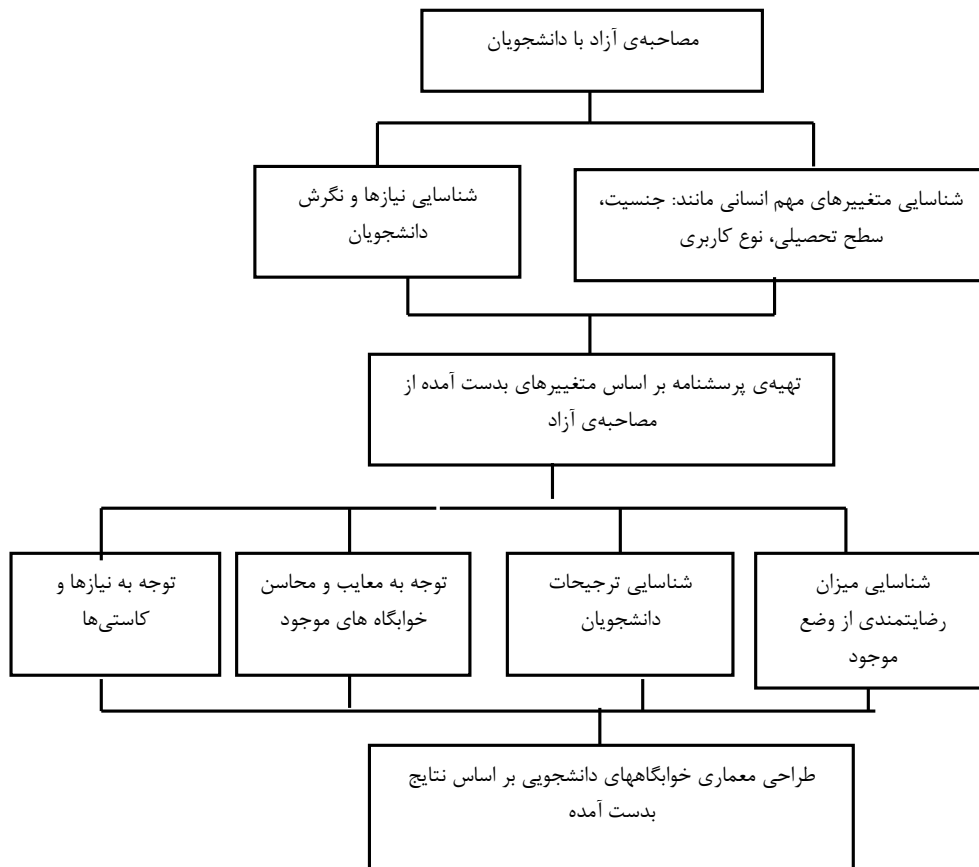 مصاحبه‌ی آزاد با دانشجویان
شناسایی متغییرهای مهم انسانی مانند: جنسیت،
سطح تحصیلی، نوع کاربری
شناسایی نیازها و نگرش
دانشجویان
تهیه‌ی پرسشنامه بر اساس متغییرهای بدست آمده از
مصاحبه‌ی آزاد
شناسایی میزان
رضایتمندی از وضع
موجود
شناسایی ترجیحات
دانشجویان
توجه به معایب و محاسن
خوابگاه های موجود
توجه به نیازها و
کاستی‌ها
طراحی معماری خوابگاههای دانشجویی بر اساس نتایج
بدست آمده